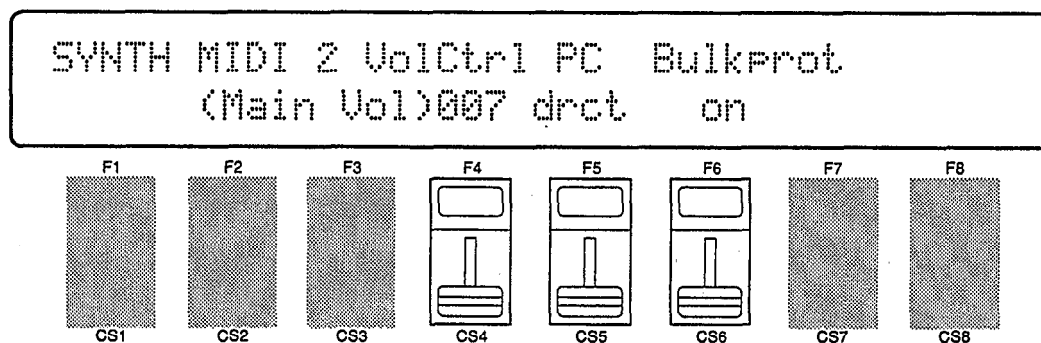 SYNTH MIDI 2 VolCtrl PC Bulkprot
(Main Vol)007 drct on
F1 F2 F3 F4 F5 F6 F7 F8
CS1 CS2 CS3 CS4 CS5 CS6 CS7 CS8